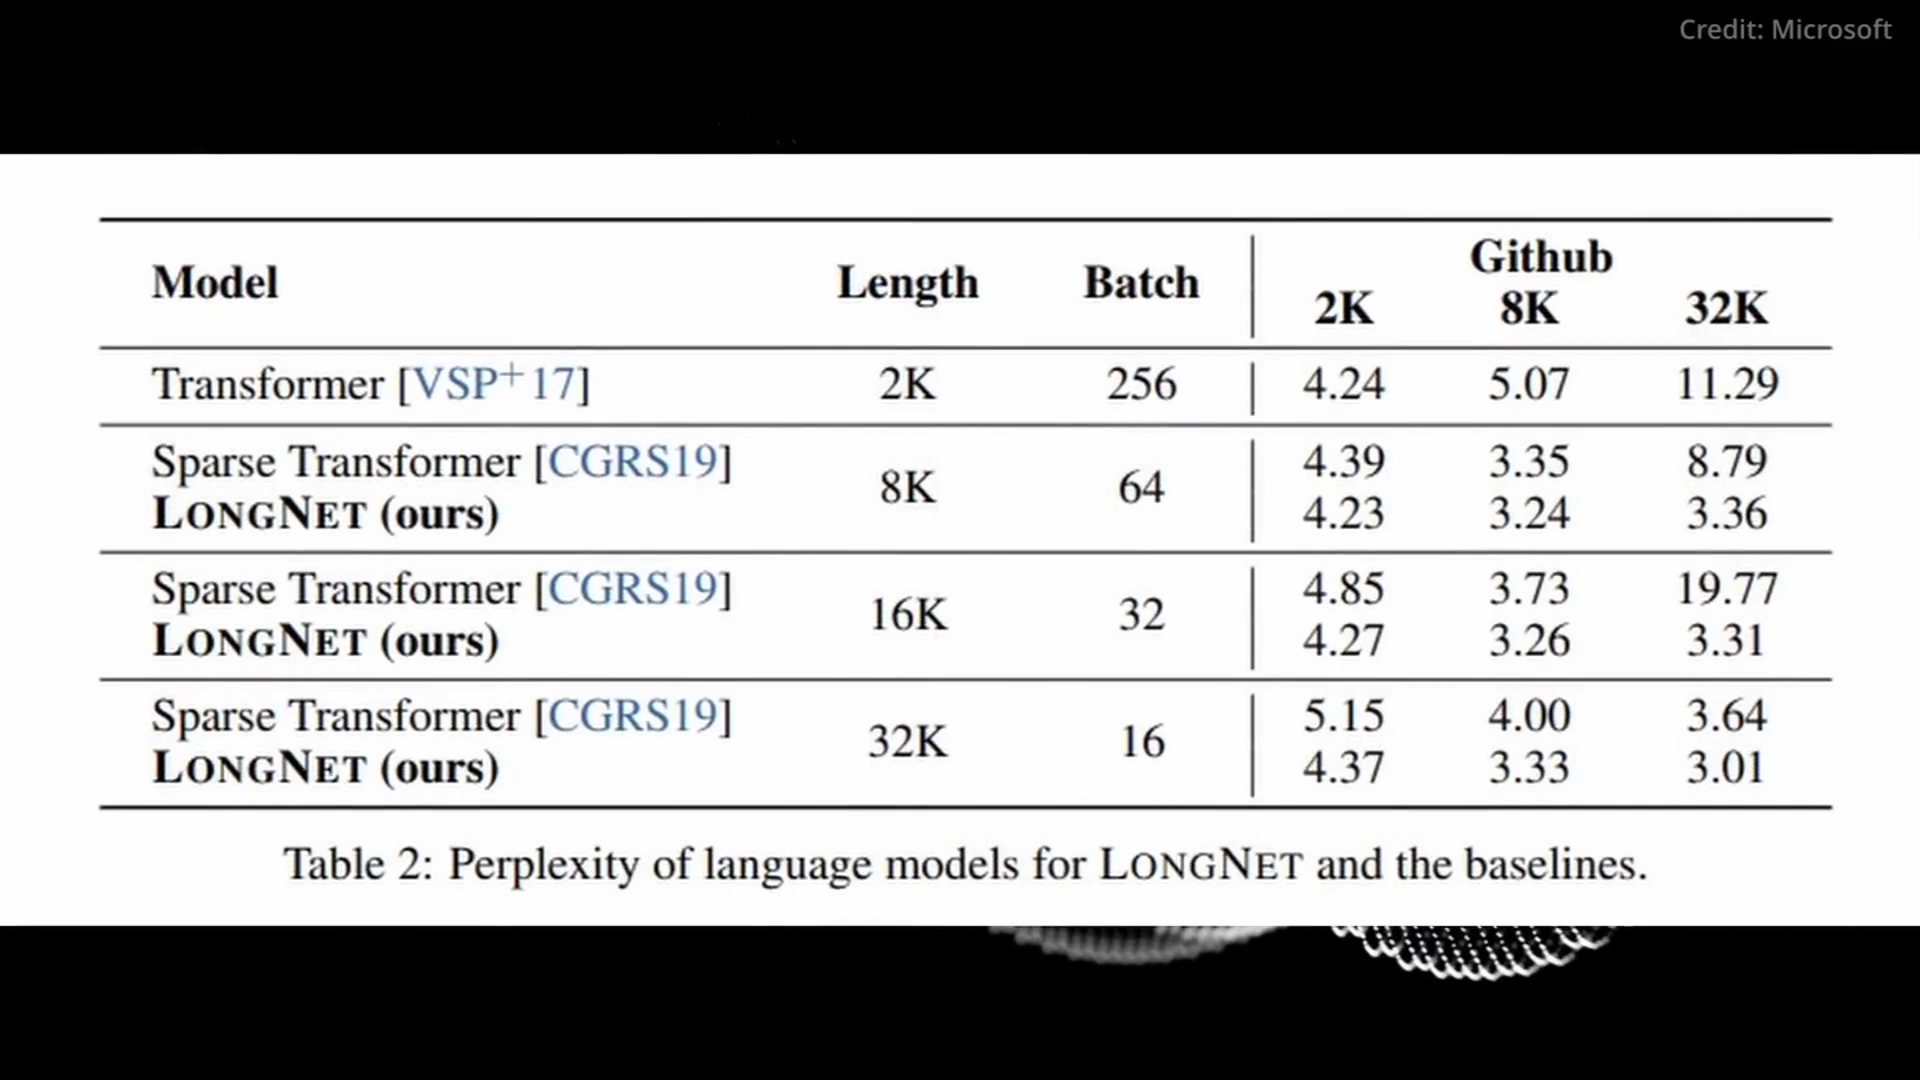 Credit: Microsoft
Model Length Batch Github
2K 8K 32K
Transformer [VSP+17] 2K 256 4.24 5.07 11.29
Sparse Transformer [CGRS19] 8K 64 4.39 3.35 8.79
LONGNET (ours) 4.23 3.24 3.36
Sparse Transformer [CGRS19] 16K 32 4.85 3.73 19.77
LONGNET (ours) 4.27 3.26 3.31
Sparse Transformer [CGRS19] 32K 16 5.15 4.00 3.64
LONGNET (ours) 4.37 3.33 3.01
Table 2: Perplexity of language models for LONGNET and the baselines.